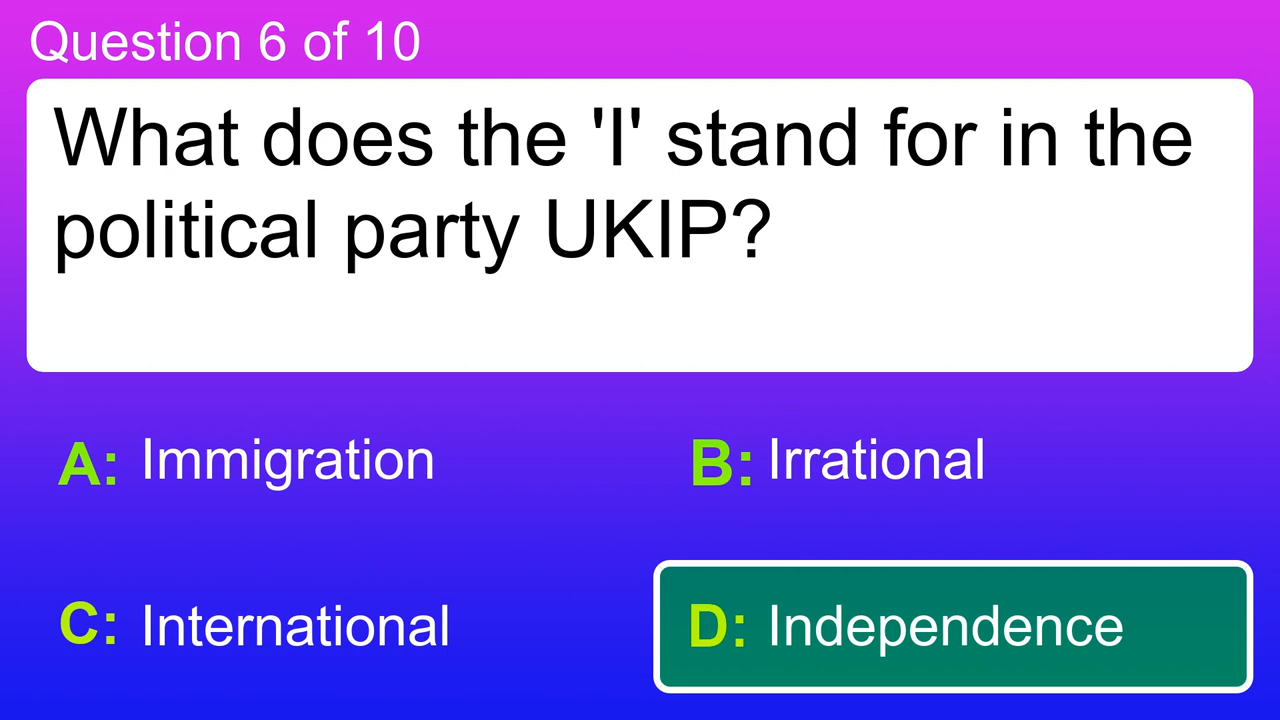 Question 6 of 10
What does the 'I' stand for in the
political party UKIP?
A: Immigration
B: Irrational
C: International
D: Independence